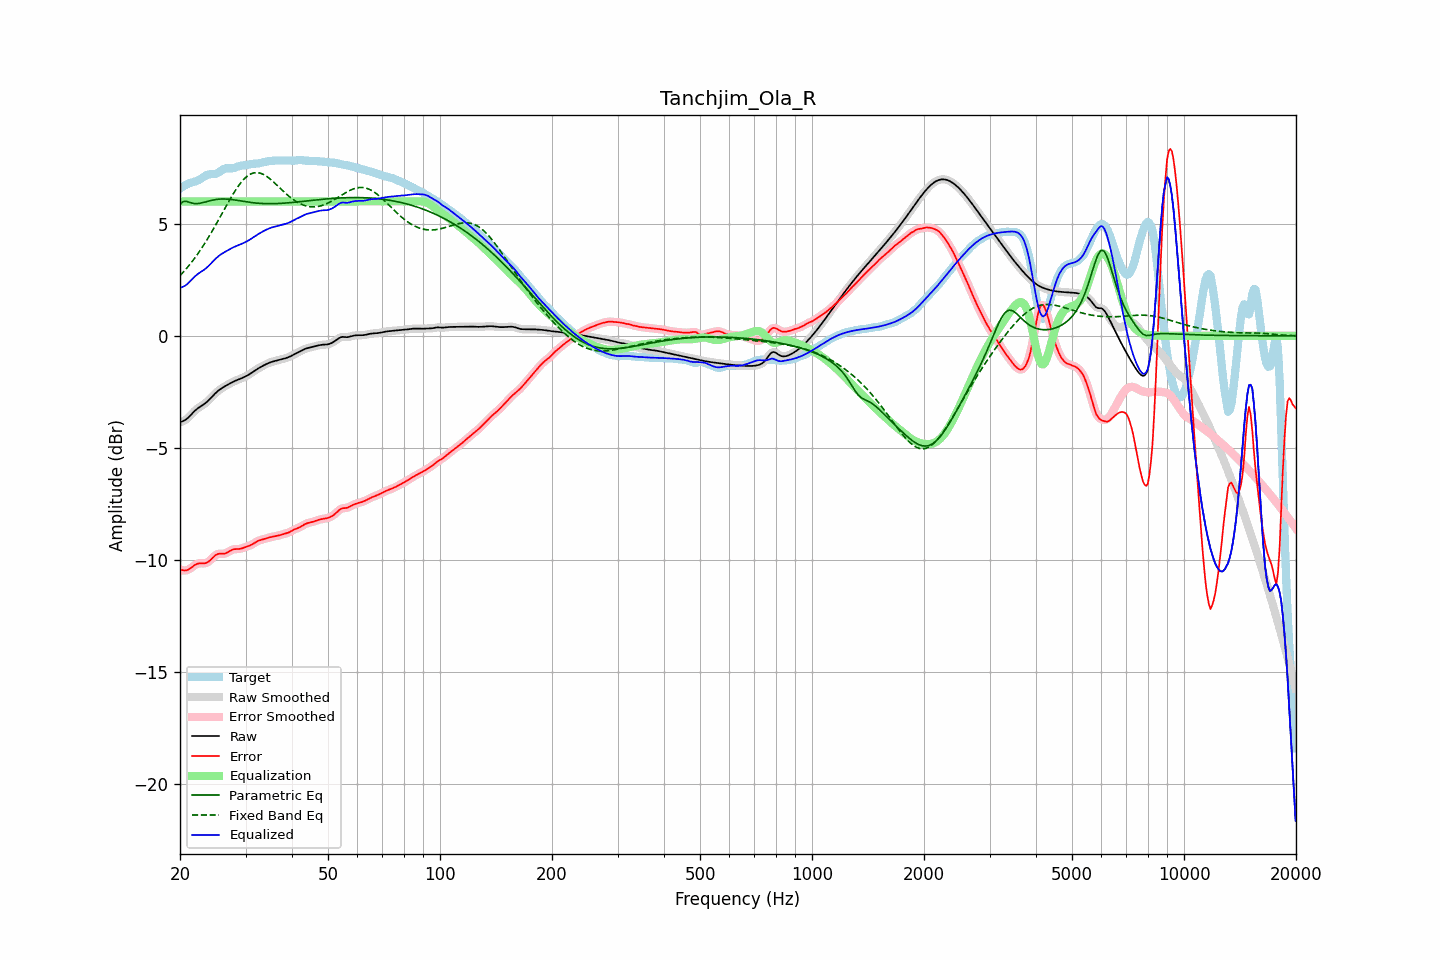 Tanchjim_Ola_R
Amplitude (dBr)
5
0
−5
−10
−15
−20
Target
Raw Smoothed
Error Smoothed
Raw
Error
Equalization
Parametric Eq
Fixed Band Eq
Equalized
20 50 100 200 500 1000 2000 5000 10000 20000
Frequency (Hz)